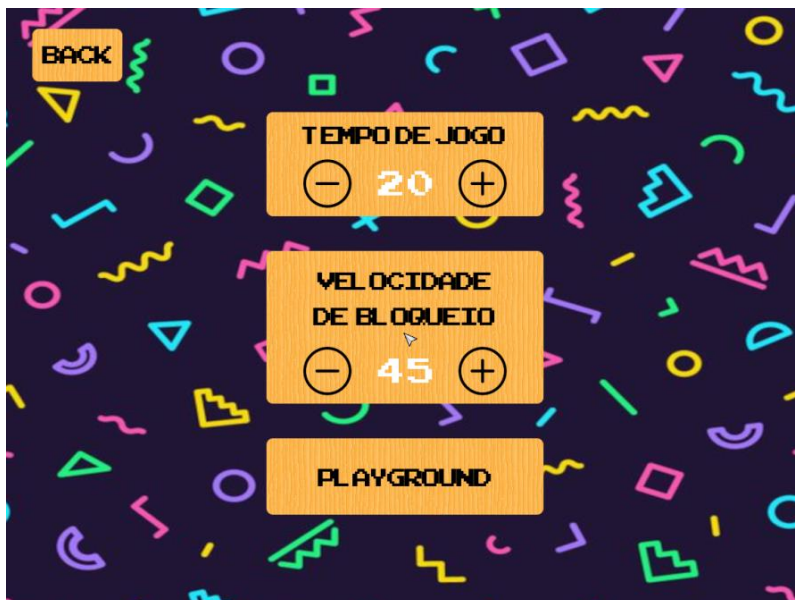 BACK
TEMPO DE JOGO
20
VELOCIDADE
DE BLOQUEIO
45
PLAYGROUND